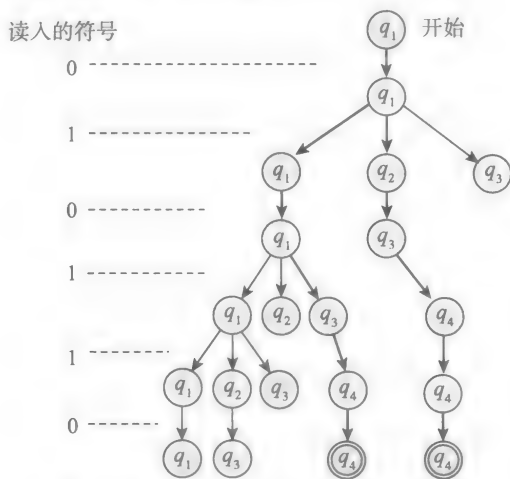 读入的符号
q₁ 开始
0
q₁
1
q₁ q₂ q₃
0
q₁ q₃
1
q₁ q₂ q₃ q₄
1
q₁ q₂ q₃ q₄ q₄
0
q₁ q₃ q₄ q₄